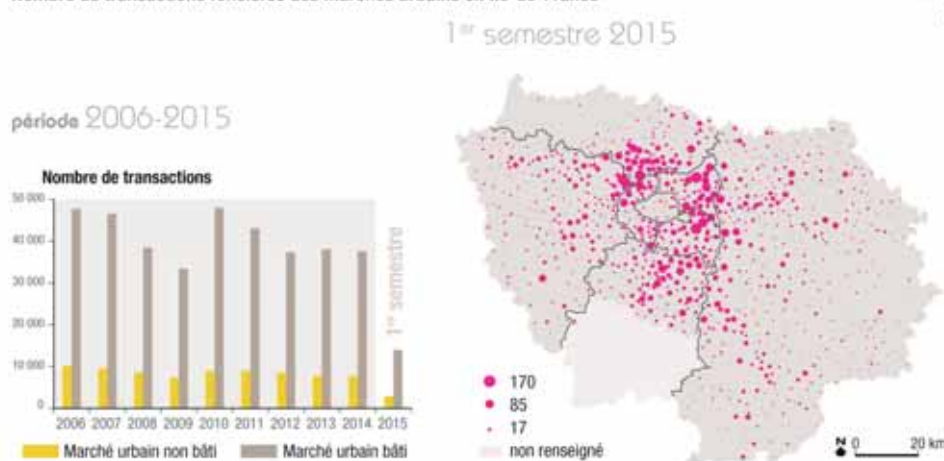 1er semestre 2015
période 2006-2015
Nombre de transactions
50 000
40 000
30 000
20 000
10 000
0
2006 2007 2008 2009 2010 2011 2012 2013 2014 2015
1er semestre
Marché urbain non bâti
Marché urbain bâti
170
85
17
non renseigné
N 0 20 km